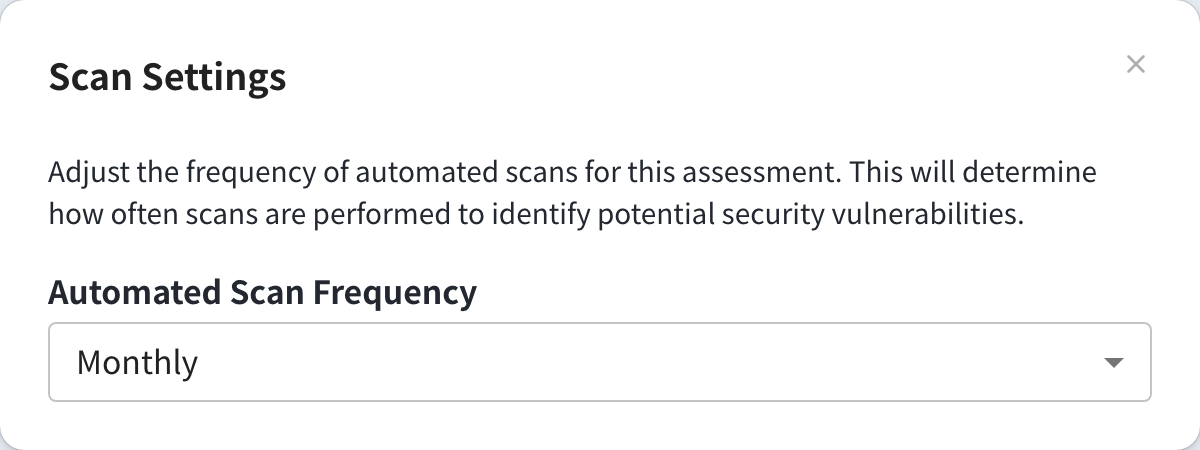 Scan Settings
Adjust the frequency of automated scans for this assessment. This will determine
how often scans are performed to identify potential security vulnerabilities.
Automated Scan Frequency
Monthly